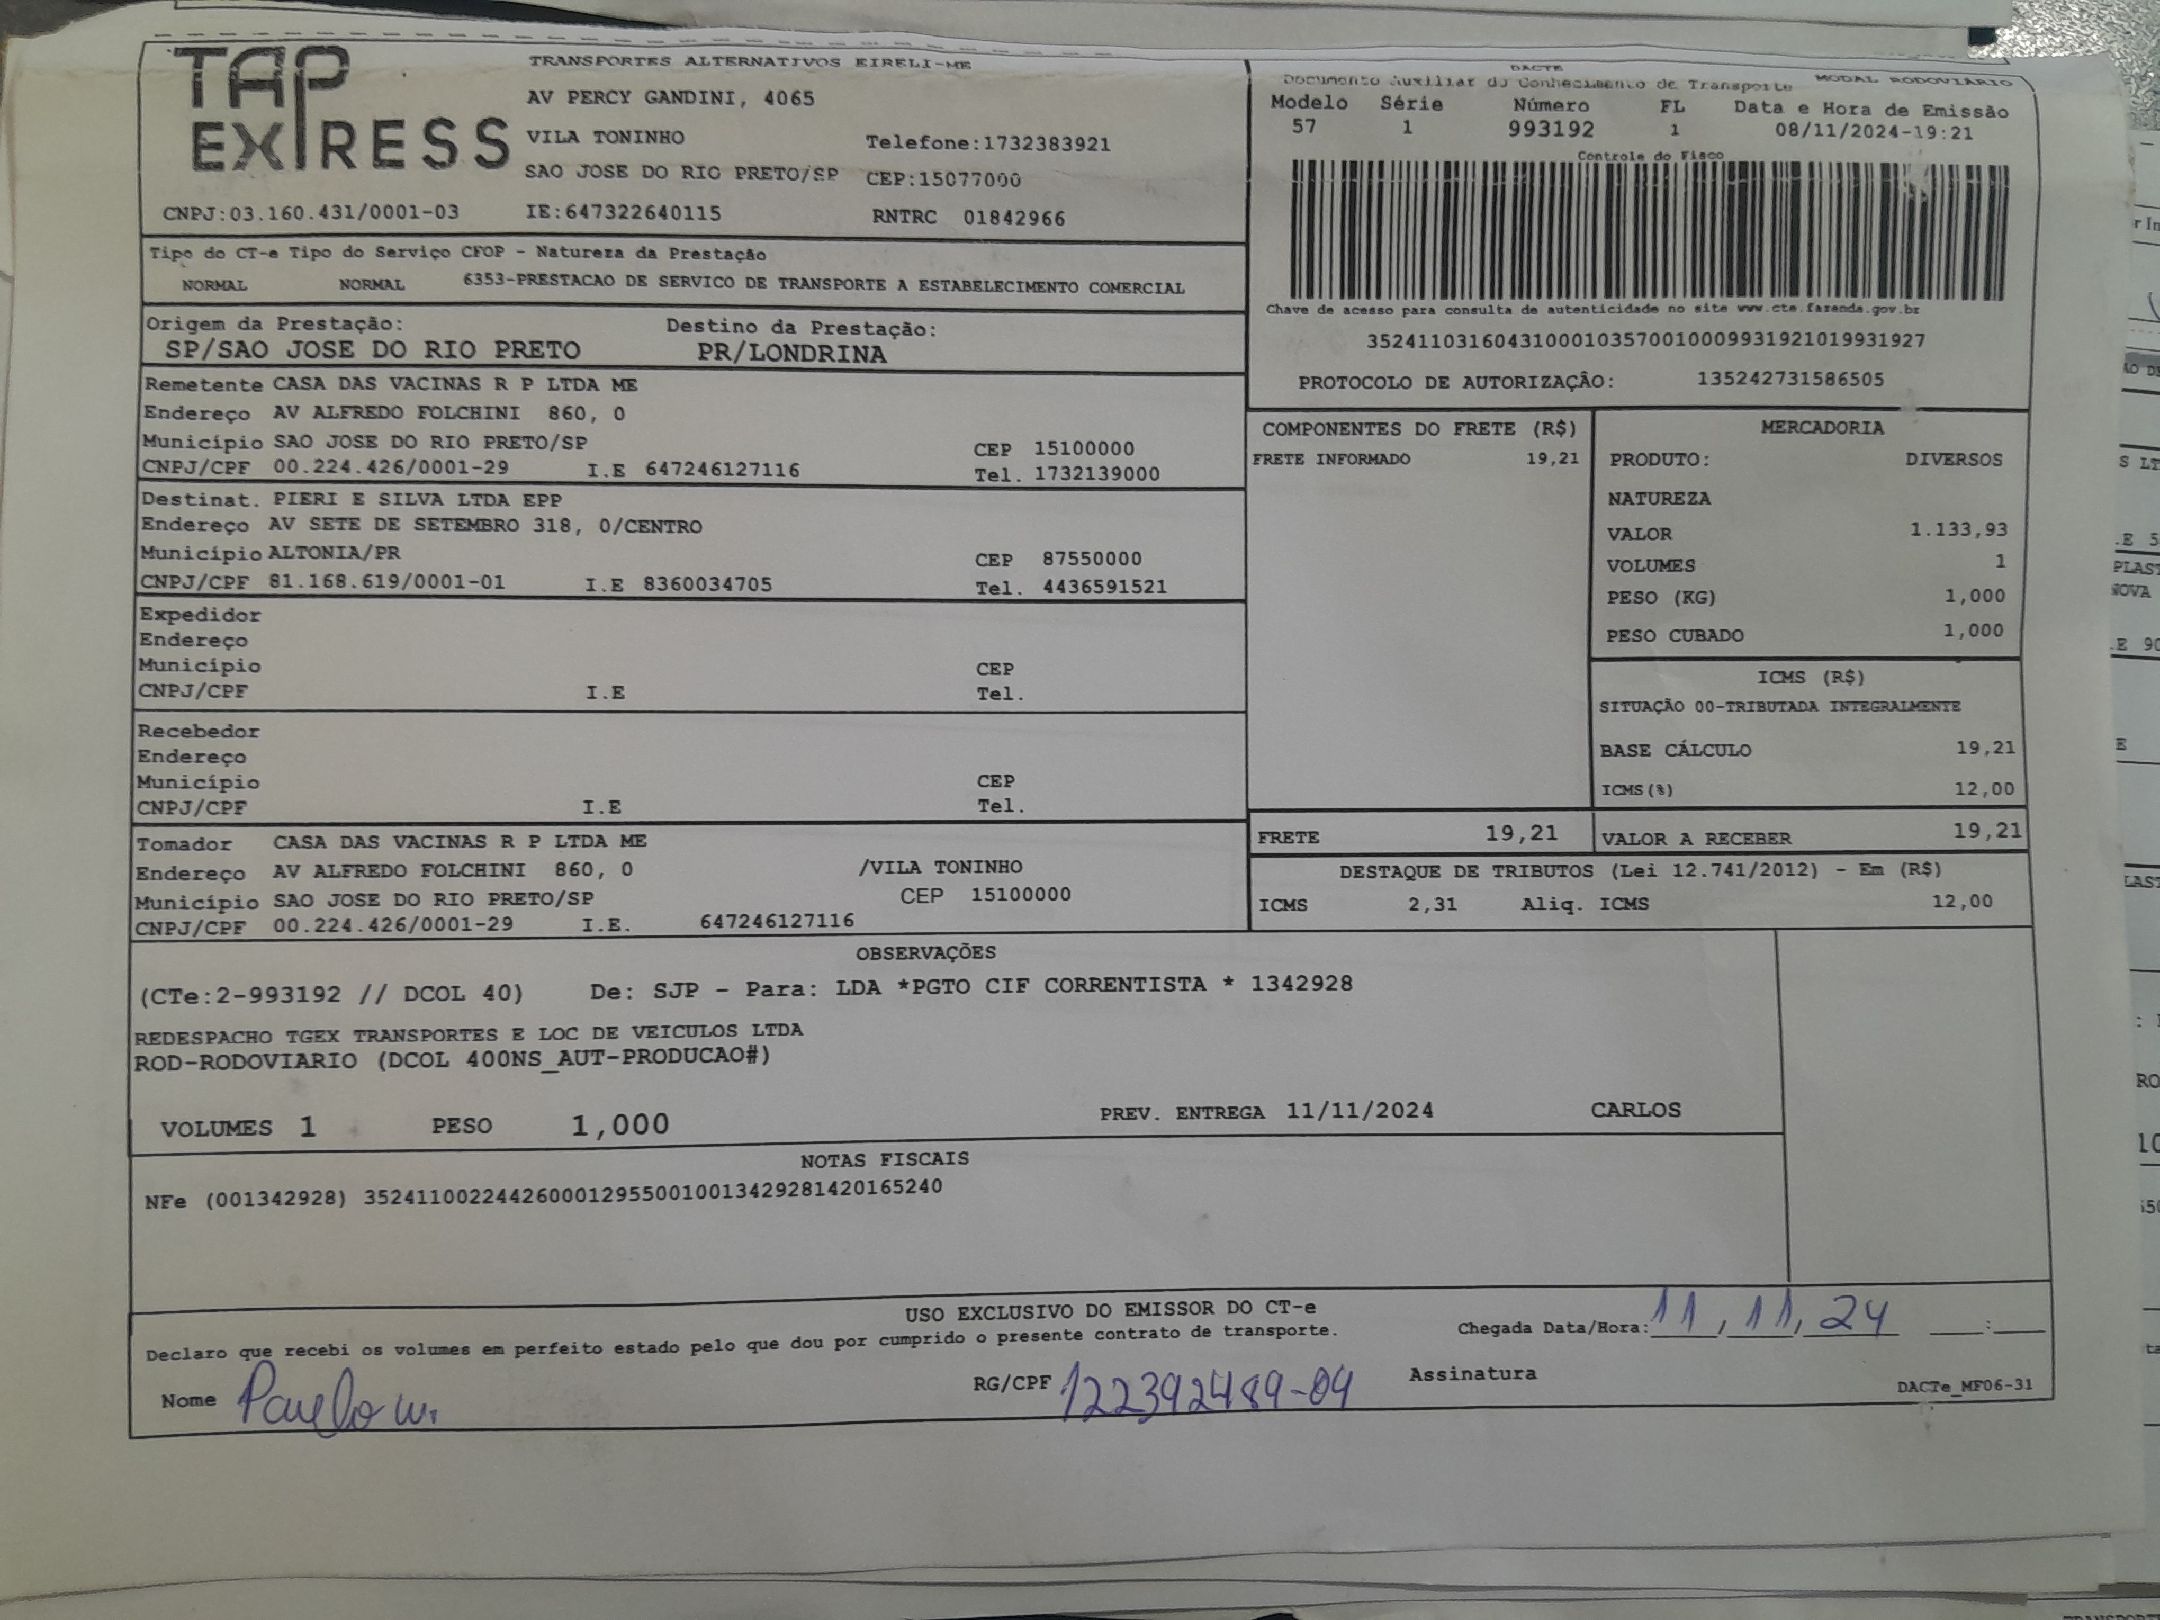 TAP EXPRESS
TRANSPORTES ALTERNATIVOS EIRELI-ME
AV PERCY GANDINI, 4065
VILA TONINHO Telefone:1732383921
SAO JOSE DO RIO PRETO/SP CEP:15077000
CNPJ:03.160.431/0001-03 IE:647322640115 RNTRC 01842966
DACTE
Documento Auxiliar do Conhecimento de Transporte MODAL RODOVIARIO
Modelo Série Número FL Data e Hora de Emissão
57 1 993192 1 08/11/2024-19:21
Controle do Fisco
Chave de acesso para consulta de autenticidade no site www.cte.fazenda.gov.br
35241103160431000103570010009931921019931927
PROTOCOLO DE AUTORIZAÇÃO: 135242731586505
Tipo do CT-e Tipo do Serviço CFOP - Natureza da Prestação
NORMAL NORMAL 6353-PRESTACAO DE SERVICO DE TRANSPORTE A ESTABELECIMENTO COMERCIAL
Origem da Prestação: Destino da Prestação:
SP/SAO JOSE DO RIO PRETO PR/LONDRINA
Remetente CASA DAS VACINAS R P LTDA ME
Endereço AV ALFREDO FOLCHINI 860, 0
Município SAO JOSE DO RIO PRETO/SP CEP 15100000
CNPJ/CPF 00.224.426/0001-29 I.E 647246127116 Tel. 1732139000
Destinat. PIERI E SILVA LTDA EPP
Endereço AV SETE DE SETEMBRO 318, 0/CENTRO
Município ALTONIA/PR CEP 87550000
CNPJ/CPF 81.168.619/0001-01 I.E 8360034705 Tel. 4436591521
Expedidor
Endereço
Município CEP
CNPJ/CPF I.E Tel.
Recebedor
Endereço
Município CEP
CNPJ/CPF I.E Tel.
Tomador CASA DAS VACINAS R P LTDA ME
Endereço AV ALFREDO FOLCHINI 860, 0 /VILA TONINHO
Município SAO JOSE DO RIO PRETO/SP CEP 15100000
CNPJ/CPF 00.224.426/0001-29 I.E. 647246127116
COMPONENTES DO FRETE (R$)
FRETE INFORMADO 19,21
MERCADORIA
PRODUTO: DIVERSOS
NATUREZA
VALOR 1.133,93
VOLUMES 1
PESO (KG) 1,000
PESO CUBADO 1,000
ICMS (R$)
SITUAÇÃO 00-TRIBUTADA INTEGRALMENTE
BASE CÁLCULO 19,21
ICMS(%) 12,00
FRETE 19,21 VALOR A RECEBER 19,21
DESTAQUE DE TRIBUTOS (Lei 12.741/2012) - Em (R$)
ICMS 2,31 Aliq. ICMS 12,00
OBSERVAÇÕES
(CTe:2-993192 // DCOL 40) De: SJP - Para: LDA *PGTO CIF CORRENTISTA * 1342928
REDESPACHO TGEX TRANSPORTES E LOC DE VEICULOS LTDA
ROD-RODOVIARIO (DCOL 400NS_AUT-PRODUCAO#)
VOLUMES 1 PESO 1,000 PREV. ENTREGA 11/11/2024 CARLOS
NOTAS FISCAIS
NFe (001342928) 35241100224426000129550010013429281420165240
USO EXCLUSIVO DO EMISSOR DO CT-e
Declaro que recebi os volumes em perfeito estado pelo que dou por cumprido o presente contrato de transporte. Chegada Data/Hora: 11, 11, 24 :
Nome RG/CPF 122392489-09 Assinatura
DACTe_MF06-31